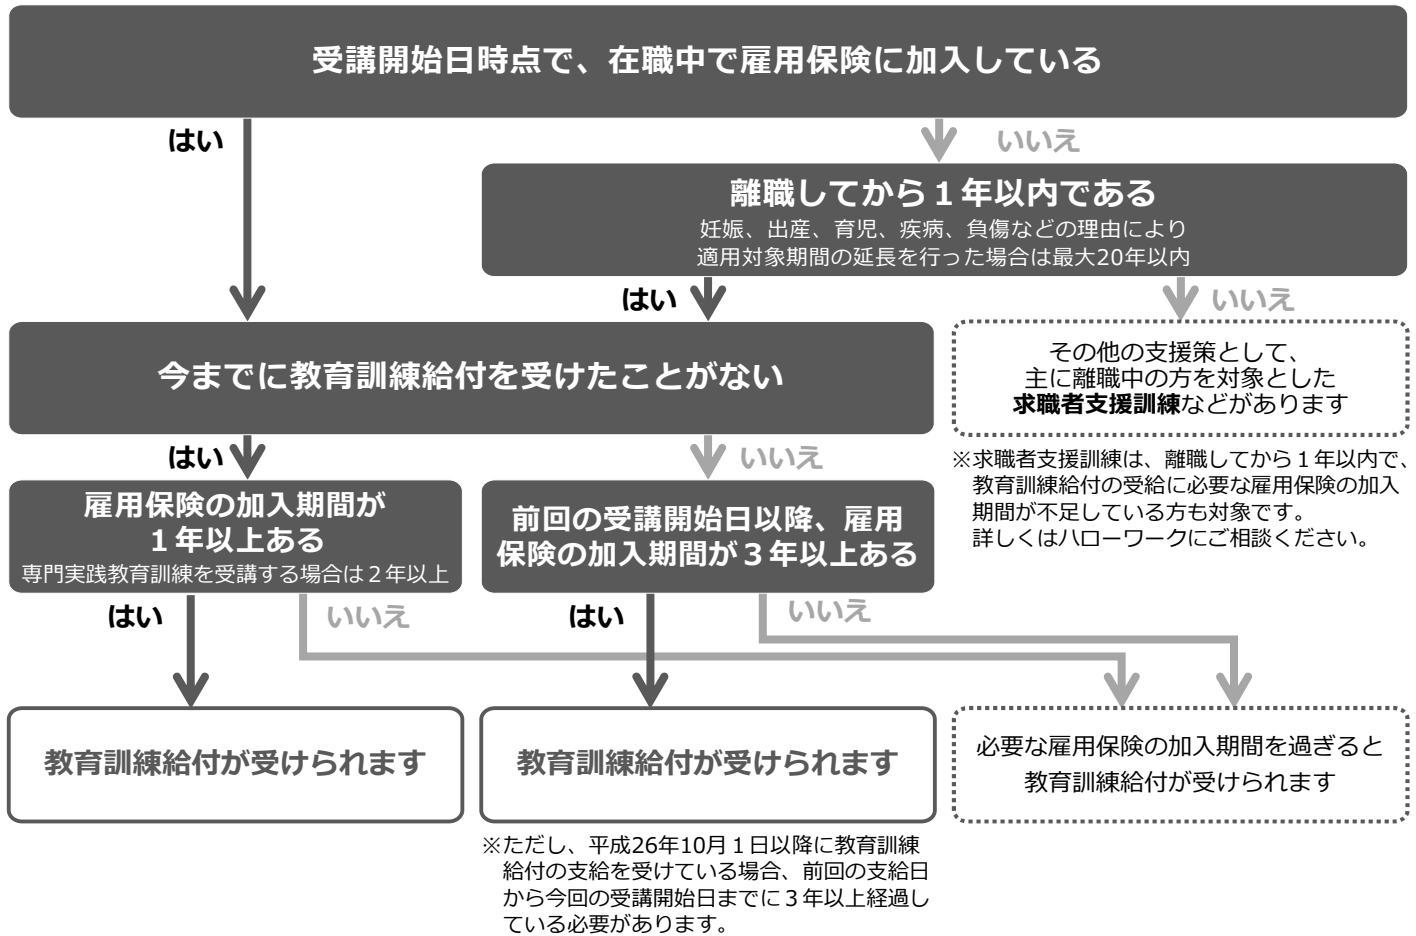 受講開始日時点で、在職中で雇用保険に加入している
はい
いいえ
離職してから１年以内である
妊娠、出産、育児、疾病、負傷などの理由により
適用対象期間の延長を行った場合は最大20年以内
はい
いいえ
今までに教育訓練給付を受けたことがない
その他の支援策として、
主に離職中の方を対象とした
求職者支援訓練などがあります
※求職者支援訓練は、離職してから１年以内で、
教育訓練給付の受給に必要な雇用保険の加入
期間が不足している方も対象です。
詳しくはハローワークにご相談ください。
はい
いいえ
雇用保険の加入期間が
１年以上ある
専門実践教育訓練を受講する場合は２年以上
前回の受講開始日以降、雇用
保険の加入期間が３年以上ある
はい
いいえ
はい
いいえ
教育訓練給付が受けられます
教育訓練給付が受けられます
必要な雇用保険の加入期間を過ぎると
教育訓練給付が受けられます
※ただし、平成26年10月１日以降に教育訓練
給付の支給を受けている場合、前回の支給日
から今回の受講開始日までに３年以上経過し
ている必要があります。